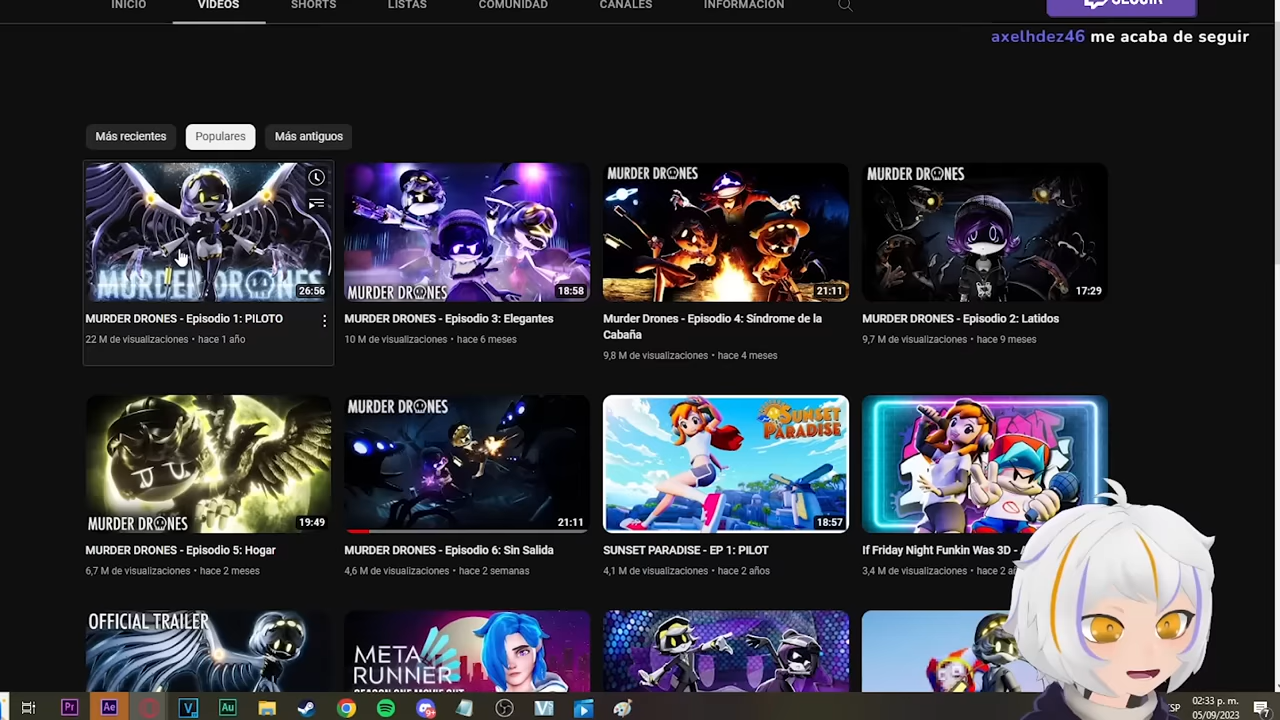 INICIO VIDEOS SHORTS LISTAS COMUNIDAD CANALES INFORMACIÓN
SEGUIR
axelhdez46 me acaba de seguir
Más recientes Populares Más antiguos
MURDER DRONES
26:56
MURDER DRONES - Episodio 1: PILOTO
22 M de visualizaciones • hace 1 año
MURDER DRONES
18:58
MURDER DRONES - Episodio 3: Elegantes
10 M de visualizaciones • hace 6 meses
MURDER DRONES
21:11
Murder Drones - Episodio 4: Síndrome de la
Cabaña
9,8 M de visualizaciones • hace 4 meses
MURDER DRONES
17:29
MURDER DRONES - Episodio 2: Latidos
9,7 M de visualizaciones • hace 9 meses
MURDER DRONES
19:49
MURDER DRONES - Episodio 5: Hogar
6,7 M de visualizaciones • hace 2 meses
MURDER DRONES
21:11
MURDER DRONES - Episodio 6: Sin Salida
4,6 M de visualizaciones • hace 2 semanas
SUNSET
PARADISE
18:57
SUNSET PARADISE - EP 1: PILOT
4,1 M de visualizaciones • hace 2 años
If Friday Night Funkin Was 3D -
3,4 M de visualizaciones • hace 2
OFFICIAL TRAILER
META
RUNNER
Pr Ae V Au
SP
02:33 p. m.
05/09/2023